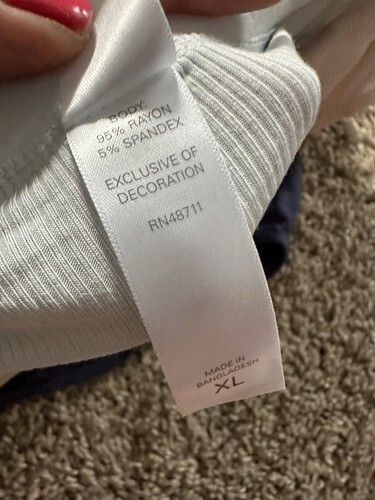 BODY:
95% RAYON
5% SPANDEX
EXCLUSIVE OF
DECORATION
RN48711
MADE IN
BANGLADESH
XL